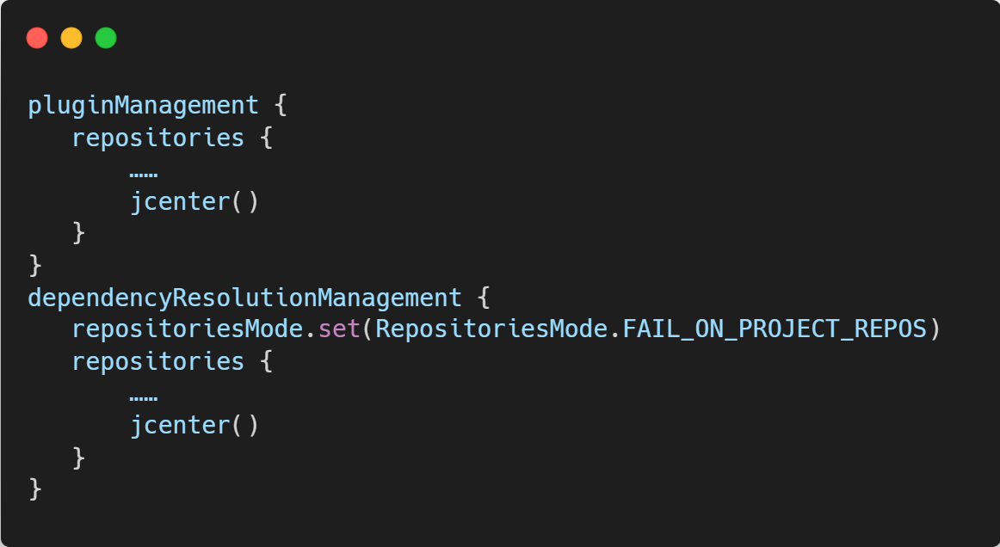 pluginManagement {
   repositories {
       ……
       jcenter()
   }
}
dependencyResolutionManagement {
   repositoriesMode.set(RepositoriesMode.FAIL_ON_PROJECT_REPOS)
   repositories {
       ……
       jcenter()
   }
}